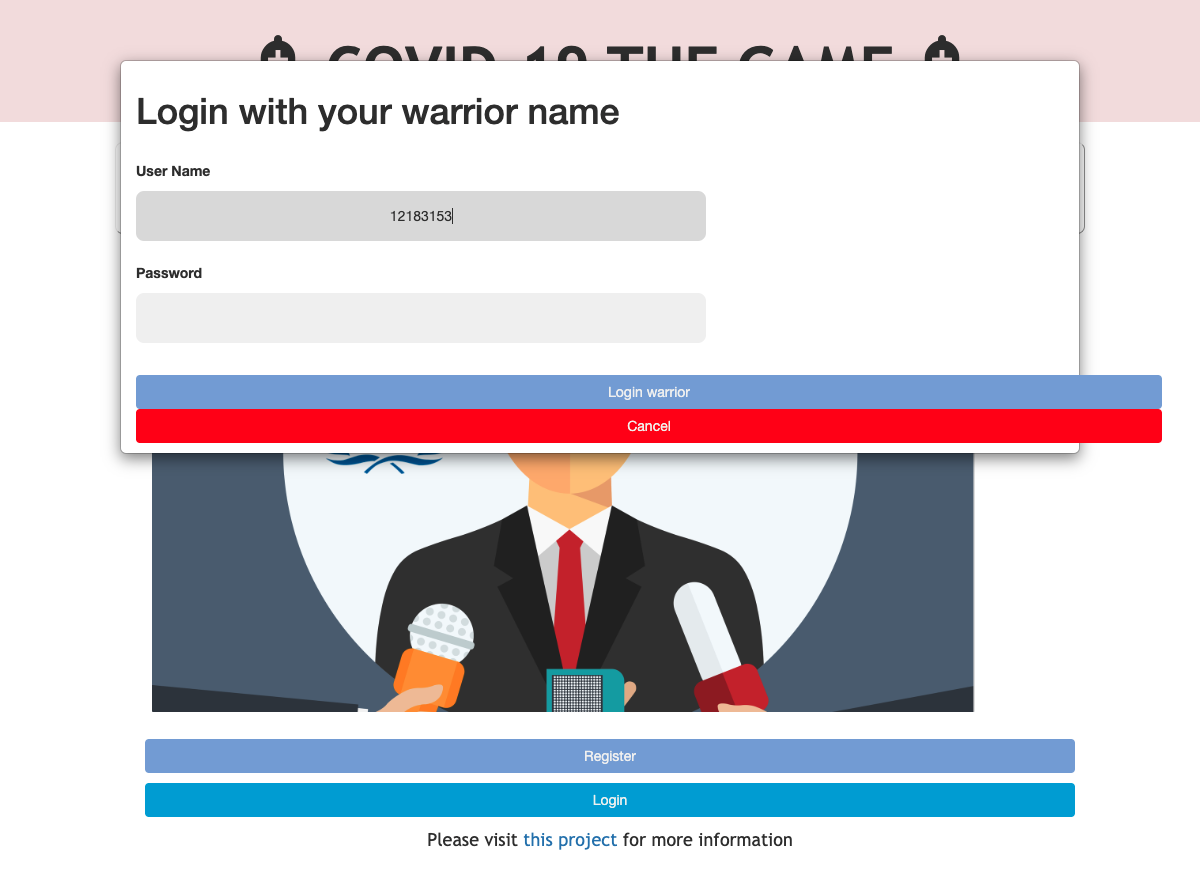 COVID-19 THE GAME
Login with your warrior name
User Name
12183153
Password
Login warrior
Cancel
Register
Login
Please visit this project for more information